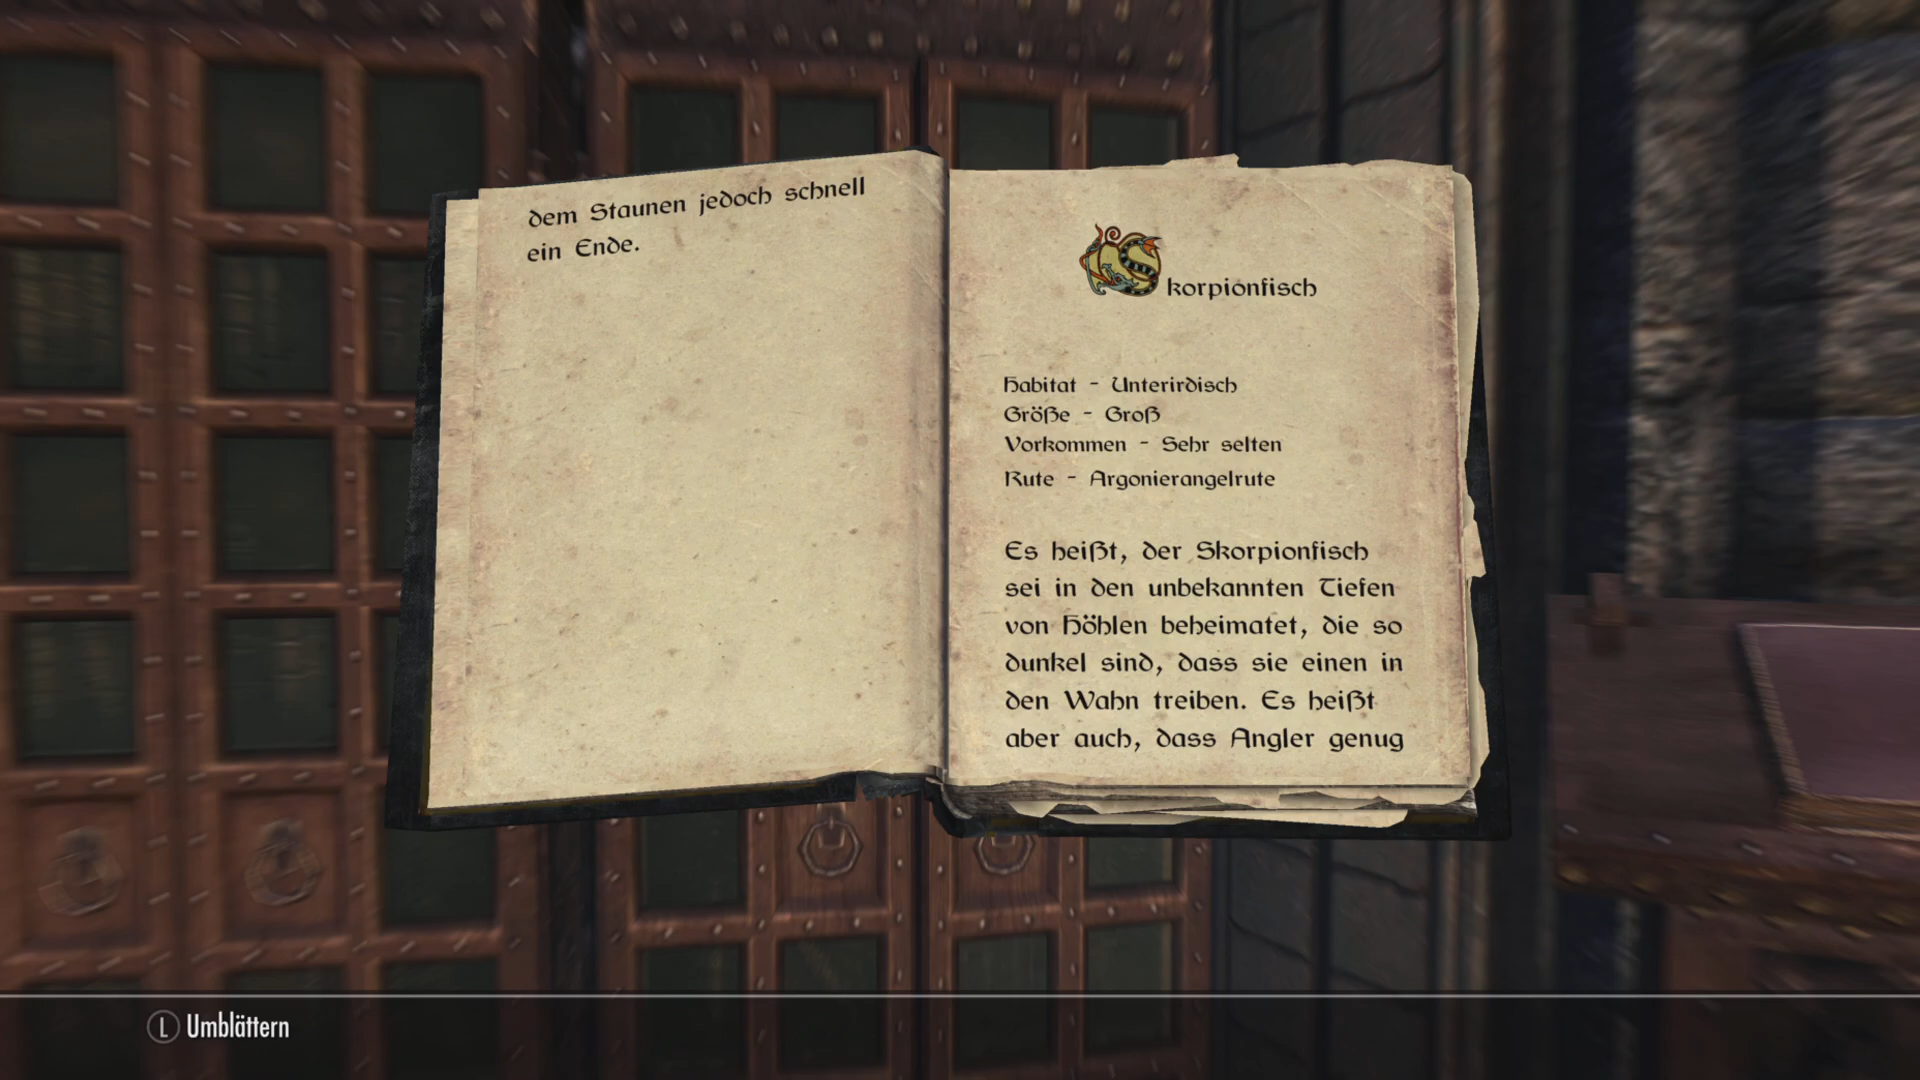 dem Staunen jedoch schnell
ein Ende.
Skorpionfisch
Habitat - Unterirdisch
Größe - Groß
Vorkommen - Sehr selten
Rute - Argonierangelrute
Es heißt, der Skorpionfisch
sei in den unbekannten Tiefen
von Höhlen beheimatet, die so
dunkel sind, dass sie einen in
den Wahn treiben. Es heißt
aber auch, dass Angler genug
L Umblättern